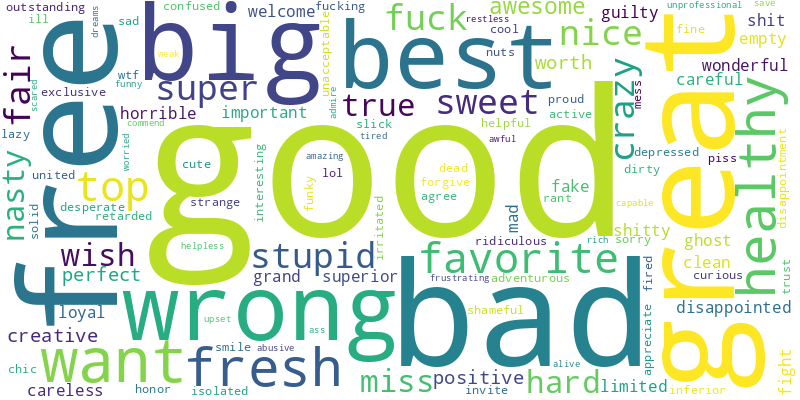 outstanding
ill
dreams
sad
confused
welcome
fucking
fuck
restless
awesome
cool
nuts
unprofessional
save
guilty
shit
nice
fine
empty
big
best
free
fair
wtf
funny
exclusive
weak
super
unacceptable
admire
worth
wonderful
careful
great
healthy
crazy
mess
lazy
scared
horrible
commend
important
true
sweet
proud
active
slick
tired
helpful
awful
worried
good
cute
amazing
lol
dead
forgive
agree
fake
rant
depressed
piss
dirty
disappointment
nasty
united
solid
top
desperate
retarded
strange
interesting
funky
irritated
mad
capable
shitty
ridiculous
rich
sorry
ghost
clean
curious
trust
wish
perfect
helpless
stupid
grand
superior
favorite
frustrating
adventurous
fired
appreciate
bad
loyal
wrong
disappointed
creative
upset
ass
shameful
want
smile
abusive
chic
fresh
careless
honor
isolated
miss
positive
invite
alive
hard
limited
inferior
fight